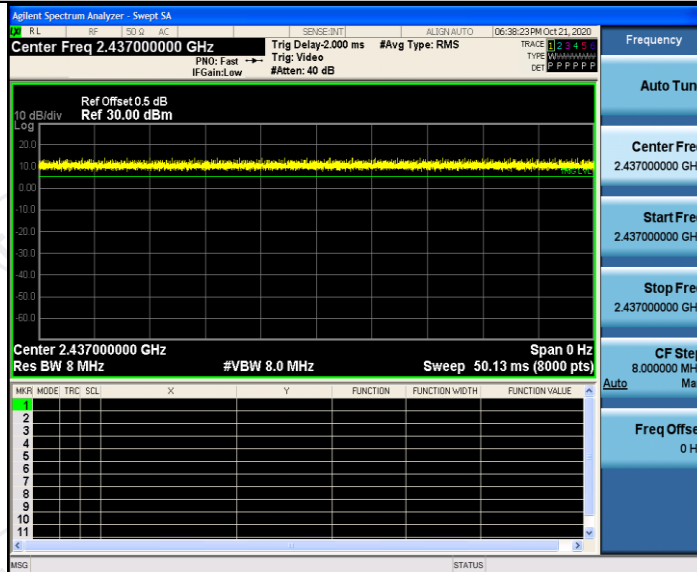 Agilent Spectrum Analyzer - Swept SA
RL RF 50 Ω AC SENSE:INT ALIGN AUTO 06:38:23 PM Oct 21, 2020
Center Freq 2.437000000 GHz
PNO: Fast
IFGain:Low
Trig Delay-2.000 ms
Trig: Video
#Atten: 40 dB
#Avg Type: RMS
TRACE 1 2 3 4 5 6
TYPE
DET P P P P P P
Ref Offset 0.5 dB
10 dB/div Ref 30.00 dBm
Log
20.0
10.0
TRIG LVL
0.00
-10.0
-20.0
-30.0
-40.0
-50.0
-60.0
Center 2.437000000 GHz Span 0 Hz
Res BW 8 MHz #VBW 8.0 MHz Sweep 50.13 ms (8000 pts)
MKR MODE TRC SCL X Y FUNCTION FUNCTION WIDTH FUNCTION VALUE
1
2
3
4
5
6
7
8
9
10
11
MSG STATUS
Frequency
Auto Tun
Center Fre
2.437000000 GH
Start Fre
2.437000000 GH
Stop Fre
2.437000000 GH
CF Step
8.000000 MH
Auto Ma
Freq Offse
0 H